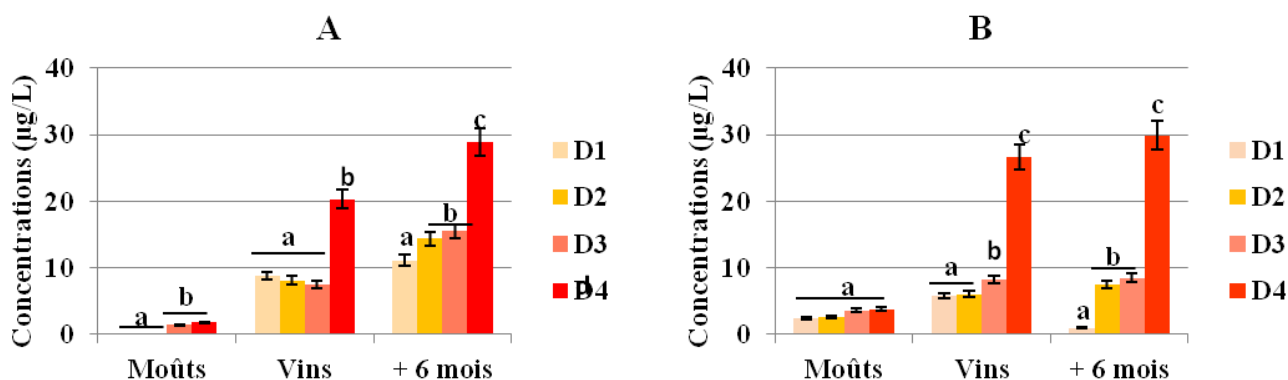 A
Concentrations (µg/L)
40
30
20
10
0
a
b
a
b
a
b
c
Moûts
Vins
+ 6 mois
D1
D2
D3
D4
B
Concentrations (µg/L)
40
30
20
10
0
a
a
b
c
a
b
c
Moûts
Vins
+ 6 mois
D1
D2
D3
D4